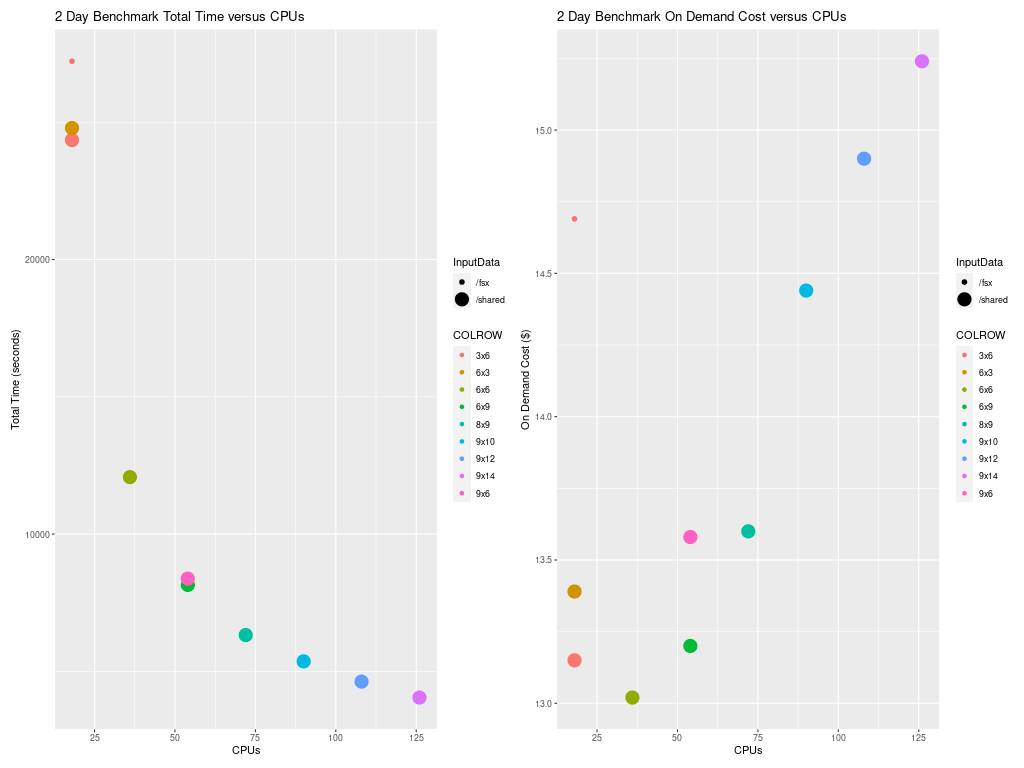 2 Day Benchmark Total Time versus CPUs
20000
10000
25
50
75
100
125
CPUs
Total Time (seconds)
InputData
/fsx
/shared
COLROW
3x6
6x3
6x6
6x9
8x9
9x10
9x12
9x14
9x6
2 Day Benchmark On Demand Cost versus CPUs
15.0
14.5
14.0
13.5
13.0
25
50
75
100
125
CPUs
On Demand Cost ($)
InputData
/fsx
/shared
COLROW
3x6
6x3
6x6
6x9
8x9
9x10
9x12
9x14
9x6